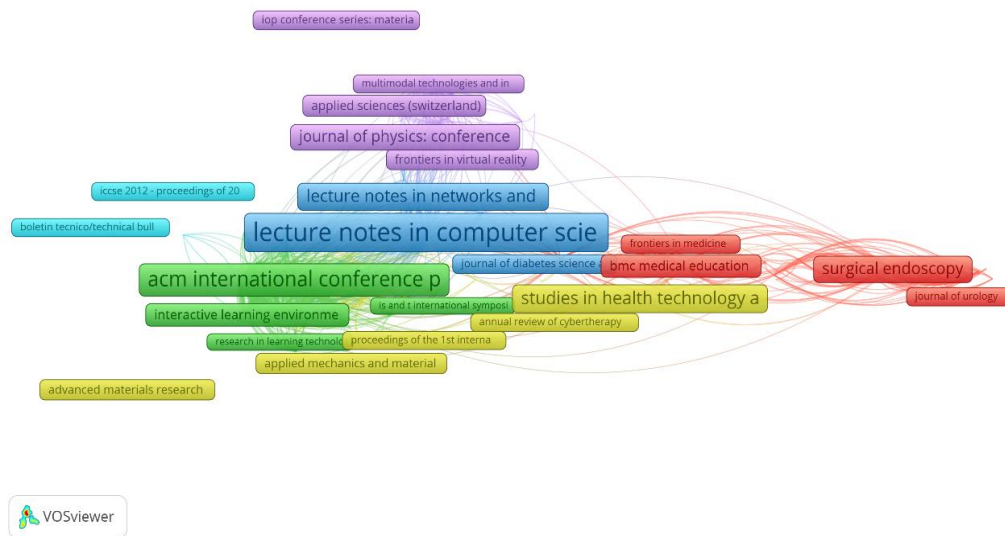 iop conference series: materia
multimodal technologies and in
applied sciences (switzerland)
journal of physics: conference
frontiers in virtual reality
iccse 2012 - proceedings of 20
lecture notes in networks and
boletin tecnico/technical bull
lecture notes in computer scie
frontiers in medicine
journal of diabetes science a
bmc medical education
surgical endoscopy
acm international conference p
studies in health technology a
journal of urology
is and t international symposi
interactive learning environme
annual review of cybertherapy
research in learning technolo
proceedings of the 1st interna
applied mechanics and material
advanced materials research
VOSviewer